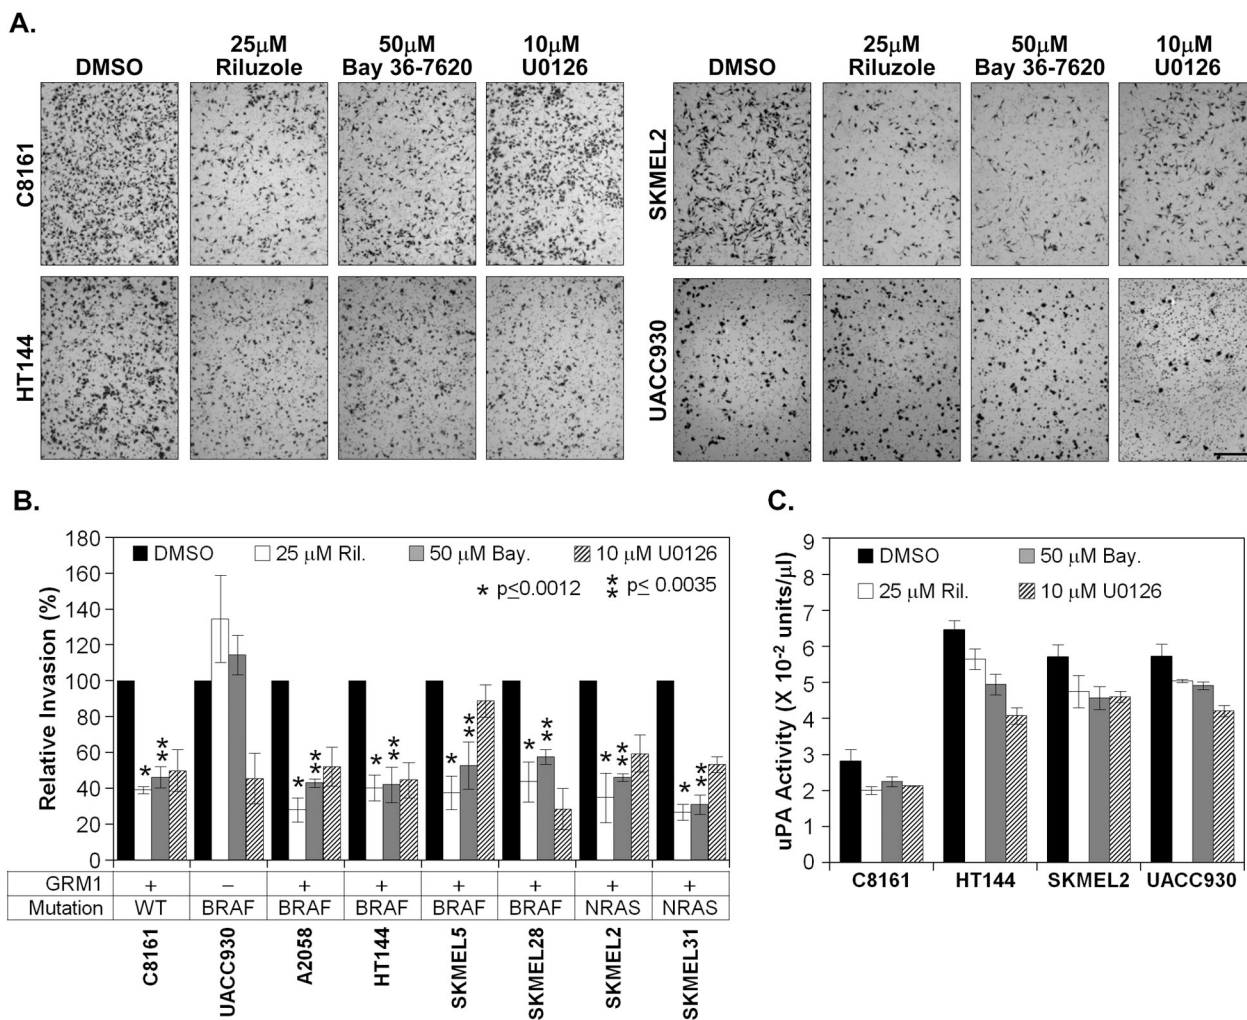 A.
DMSO
25μM
Riluzole
50μM
Bay 36-7620
10μM
U0126
DMSO
25μM
Riluzole
50μM
Bay 36-7620
10μM
U0126
C8161
HT144
SKMEL2
UACC930
B.
Relative Invasion (%)
180
160
140
120
100
80
60
40
20
0
DMSO 25 μM Ril. 50 μM Bay. 10 μM U0126
* p≤0.0012 ** p≤ 0.0035
* ** * ** * ** * ** * ** * ** * **
GRM1 + – + + + + + +
Mutation WT BRAF BRAF BRAF BRAF BRAF NRAS NRAS
C8161
UACC930
A2058
HT144
SKMEL5
SKMEL28
SKMEL2
SKMEL31
C.
uPA Activity (X 10⁻² units/μl)
9
8
7
6
5
4
3
2
1
0
DMSO 50 μM Bay.
25 μM Ril. 10 μM U0126
C8161 HT144 SKMEL2 UACC930